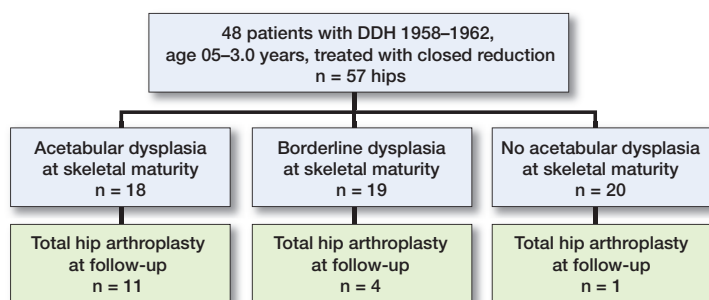 48 patients with DDH 1958–1962,
age 05–3.0 years, treated with closed reduction
n = 57 hips
Acetabular dysplasia
at skeletal maturity
n = 18
Borderline dysplasia
at skeletal maturity
n = 19
No acetabular dysplasia
at skeletal maturity
n = 20
Total hip arthroplasty
at follow-up
n = 11
Total hip arthroplasty
at follow-up
n = 4
Total hip arthroplasty
at follow-up
n = 1